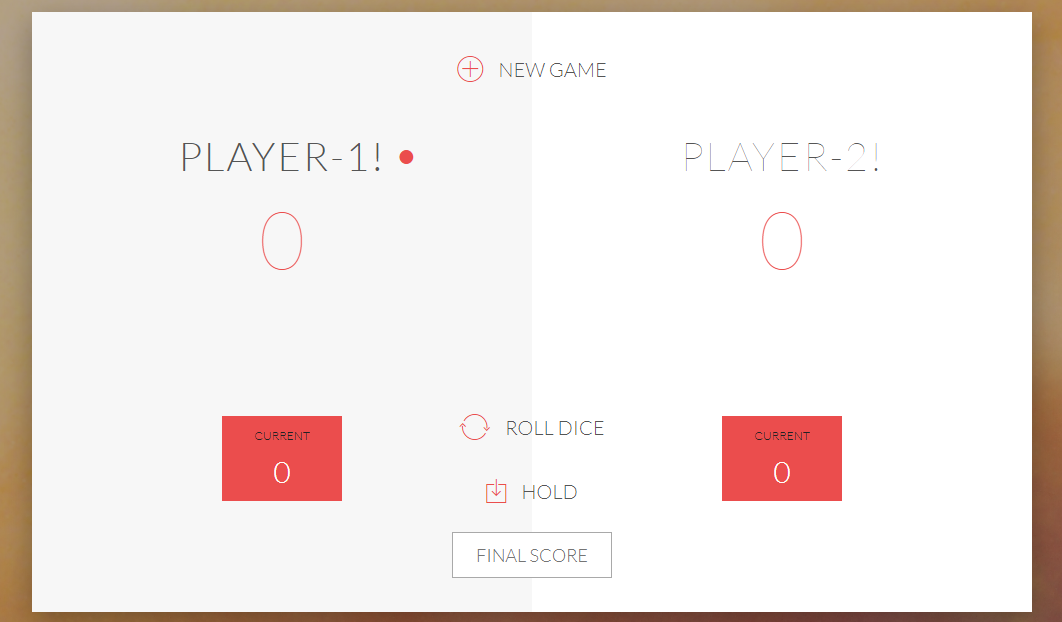 NEW GAME
PLAYER-1!
PLAYER-2!
0
0
CURRENT
0
CURRENT
0
ROLL DICE
HOLD
FINAL SCORE